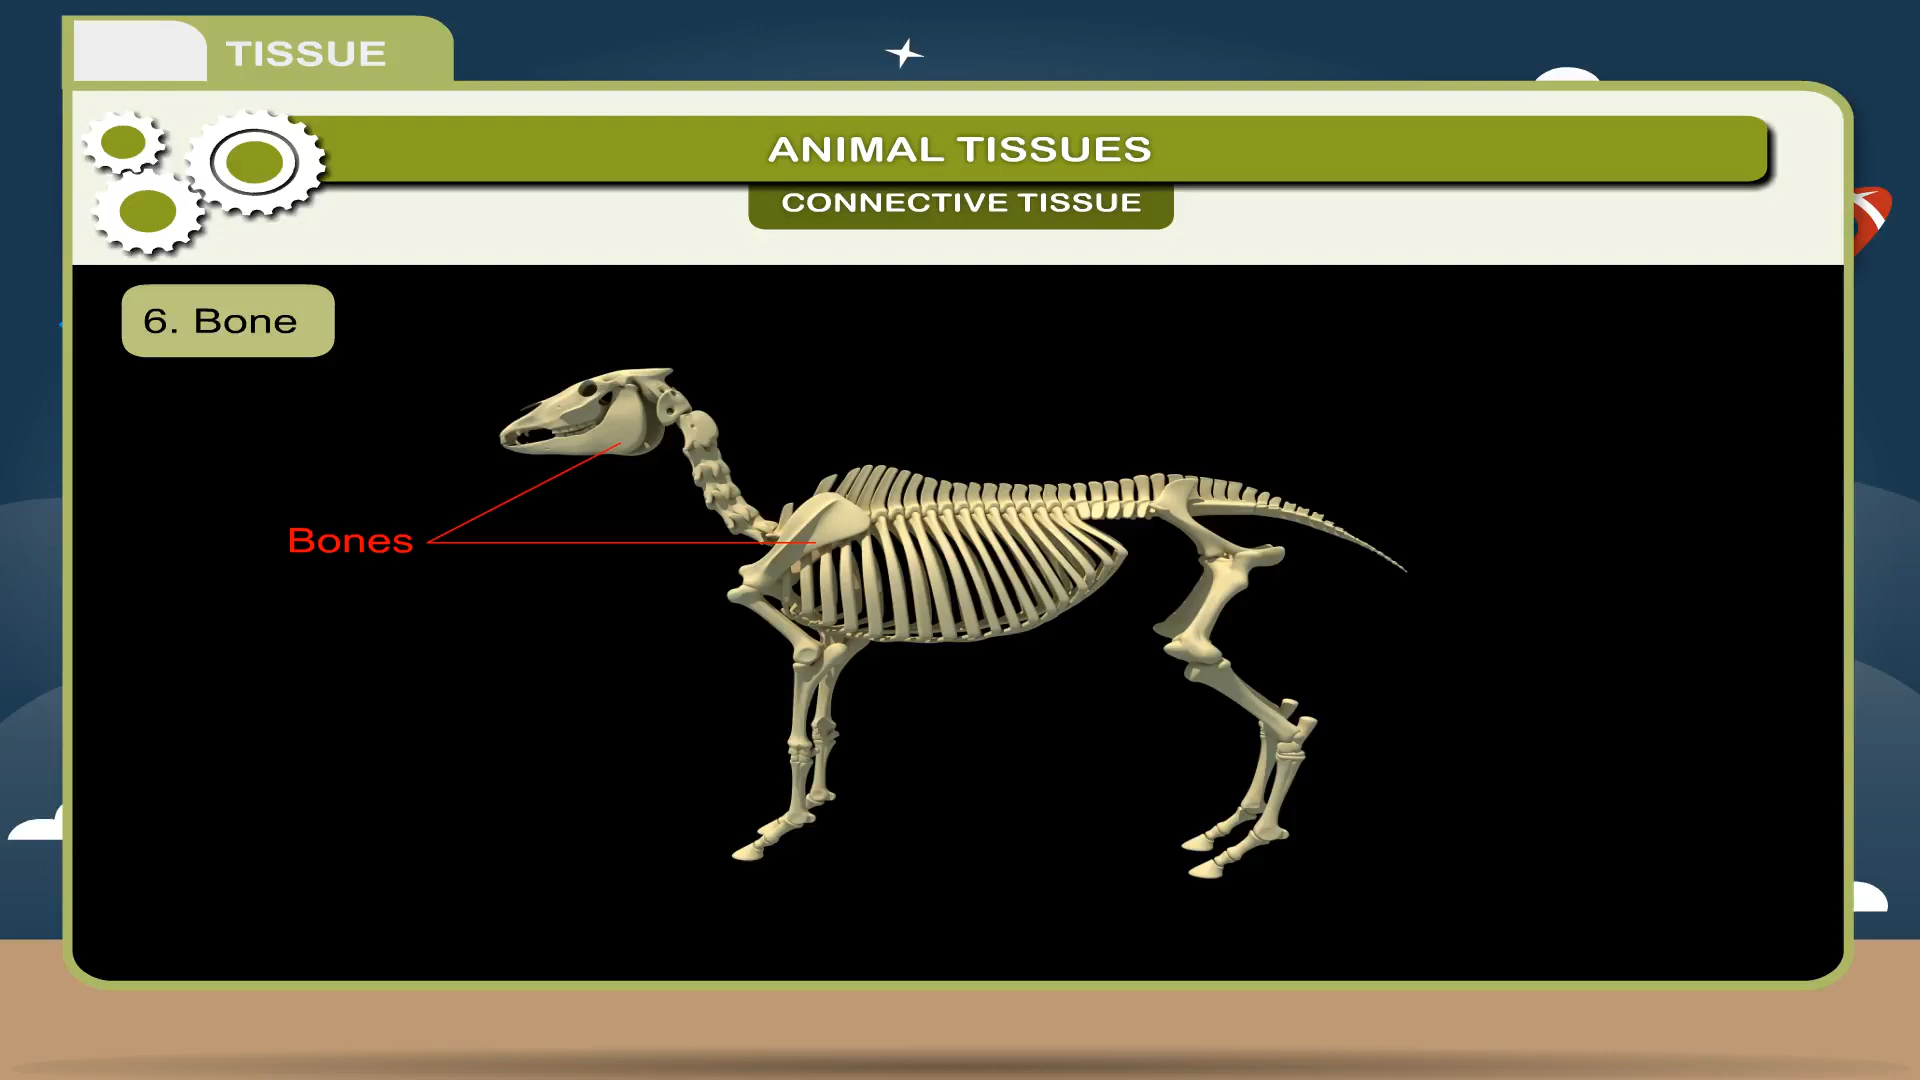 TISSUE
ANIMAL TISSUES
CONNECTIVE TISSUE
6. Bone
Bones